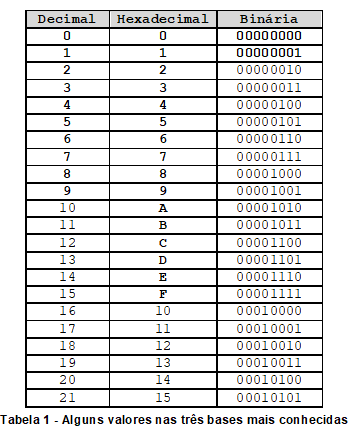 Decimal Hexadecimal Binária
0 0 00000000
1 1 00000001
2 2 00000010
3 3 00000011
4 4 00000100
5 5 00000101
6 6 00000110
7 7 00000111
8 8 00001000
9 9 00001001
10 A 00001010
11 B 00001011
12 C 00001100
13 D 00001101
14 E 00001110
15 F 00001111
16 10 00010000
17 11 00010001
18 12 00010010
19 13 00010011
20 14 00010100
21 15 00010101
Tabela 1 - Alguns valores nas três bases mais conhecidas